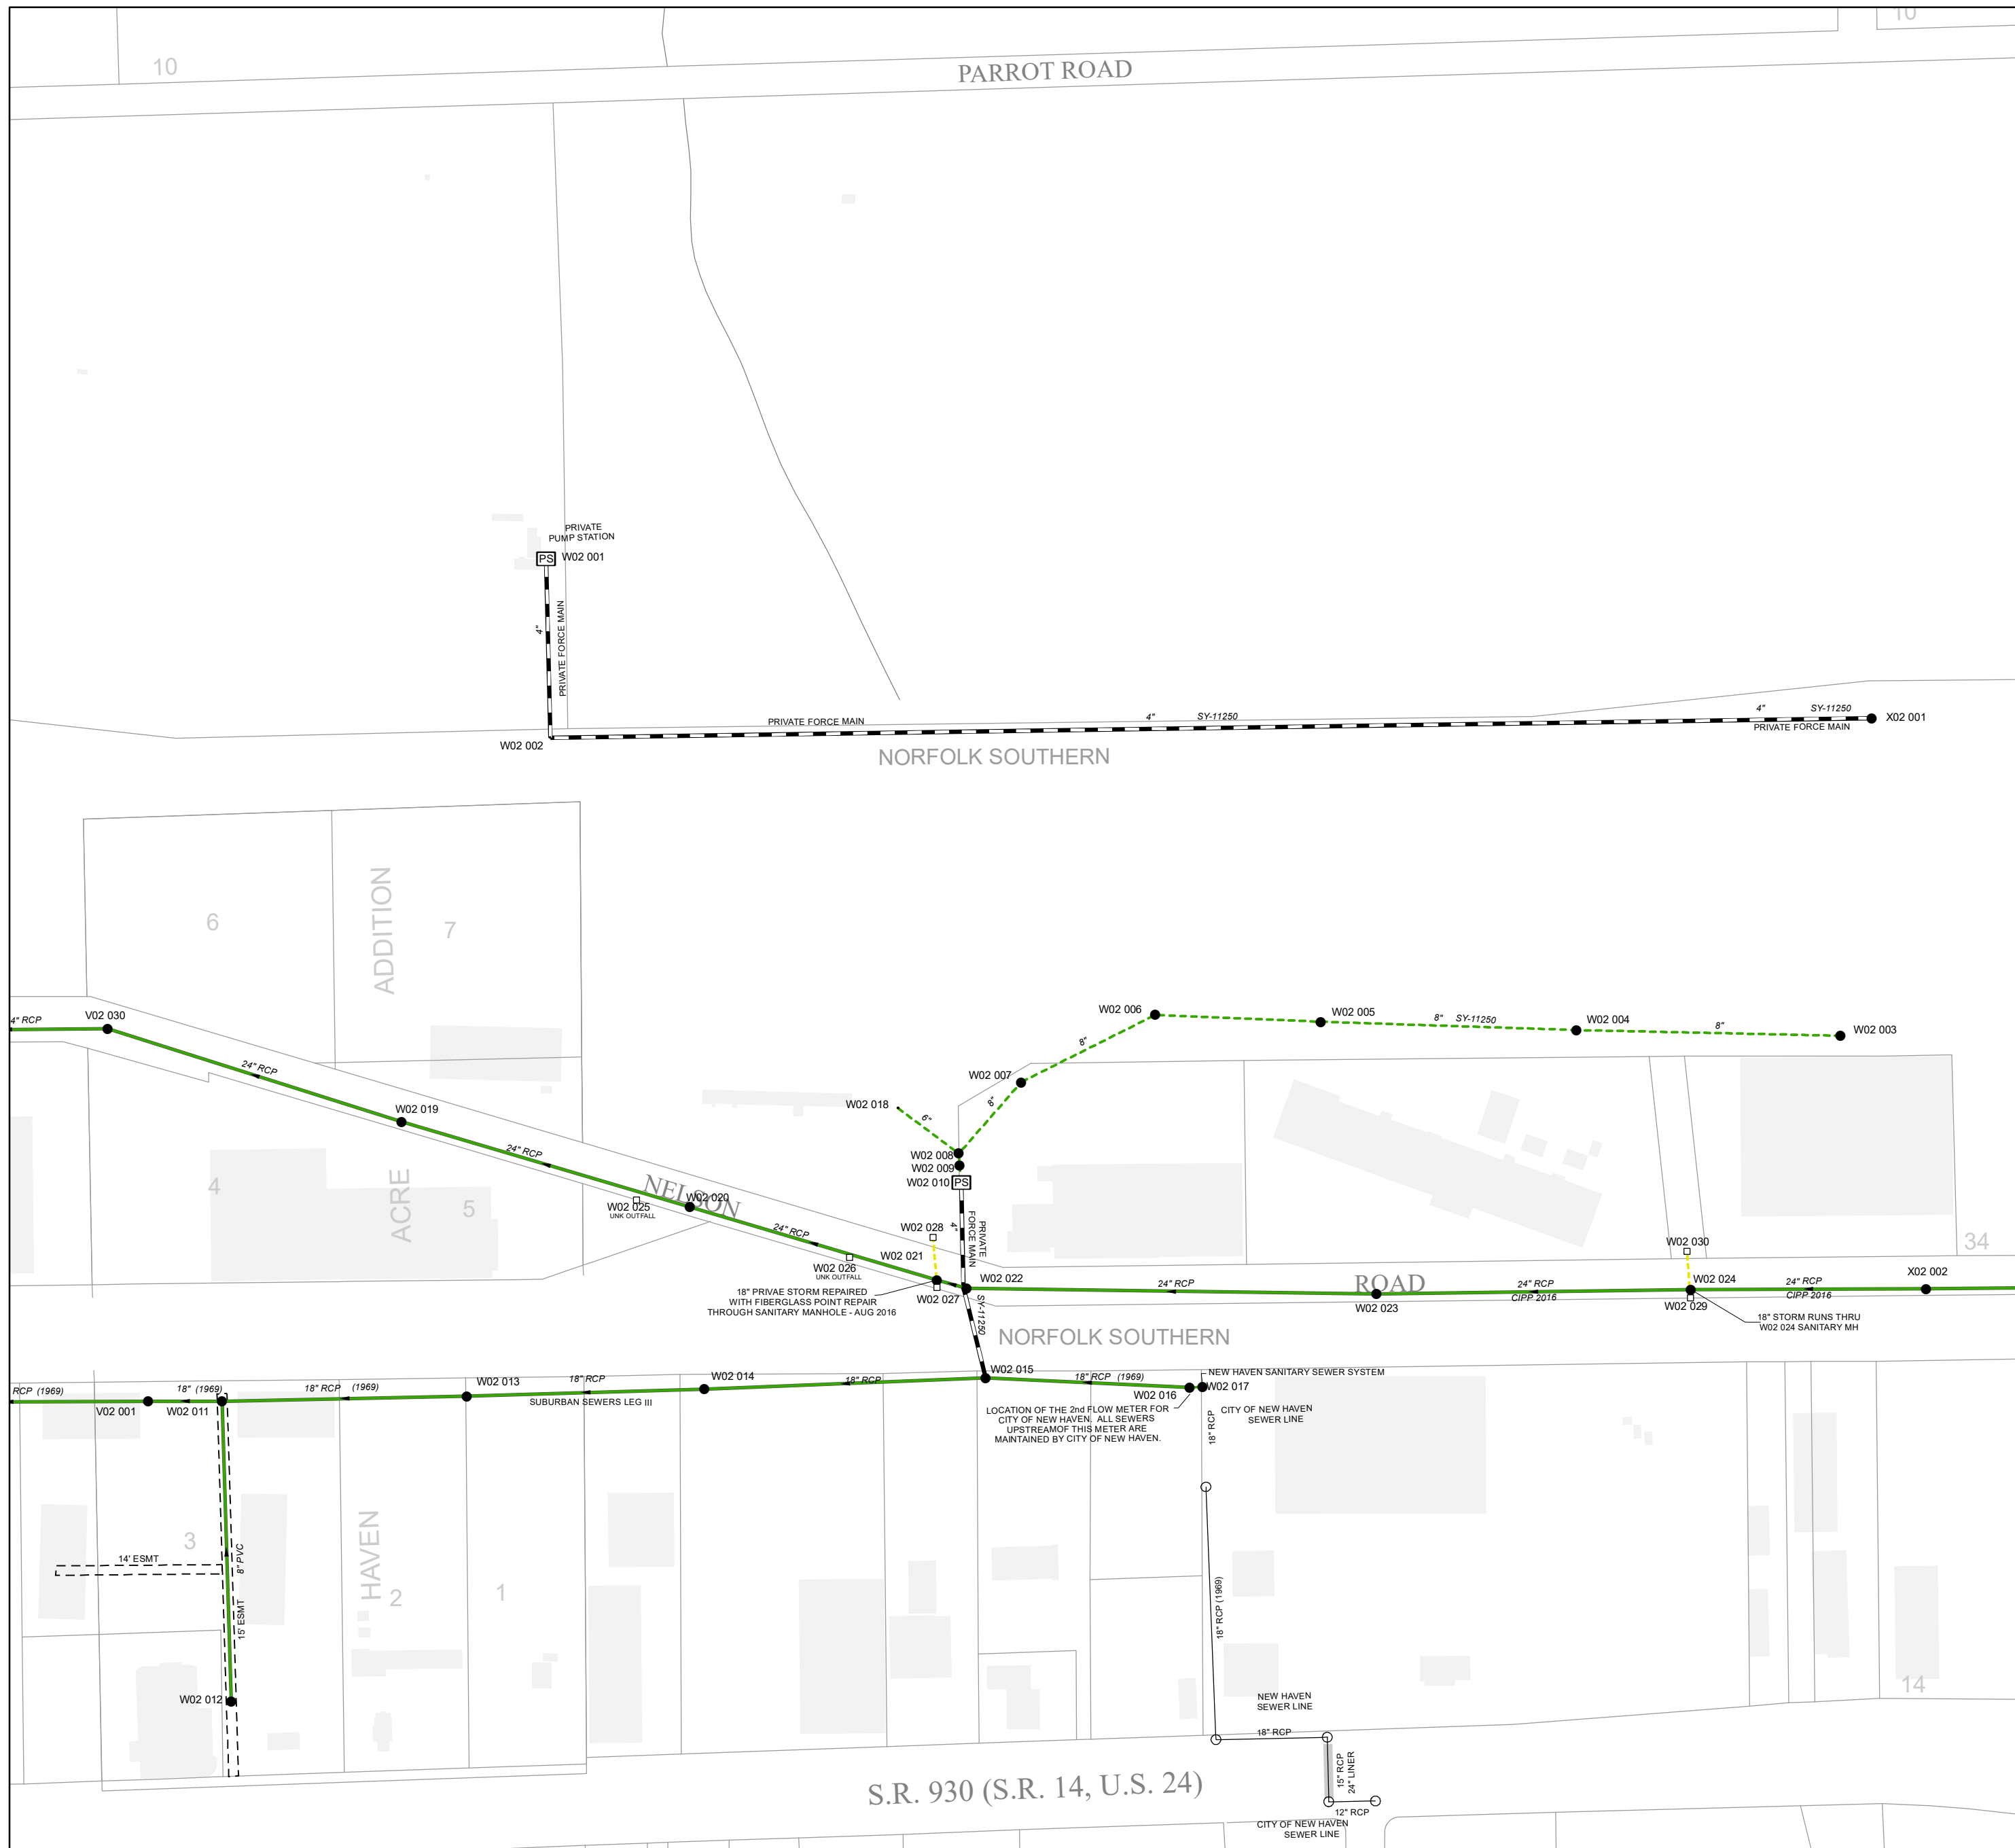 10
10
PARROT ROAD
PRIVATE
PUMP STATION
PS
W02 001
4"
PRIVATE FORCE MAIN
W02 002
PRIVATE FORCE MAIN
4"
SY-11250
4"
SY-11250
PRIVATE FORCE MAIN
X02 001
NORFOLK SOUTHERN
6
ADDITION
7
4" RCP
V02 030
24" RCP
W02 019
24" RCP
W02 006
W02 005
8"
SY-11250
W02 004
8"
W02 003
8"
W02 007
8"
W02 018
6"
W02 008
W02 009
W02 010
PS
4
ACRE
5
NELSON
W02 020
W02 025
UNK OUTFALL
24" RCP
W02 021
W02 026
UNK OUTFALL
W02 028
4"
PRIVATE
FORCE MAIN
W02 022
W02 027
18" PRIVAE STORM REPAIRED
WITH FIBERGLASS POINT REPAIR
THROUGH SANITARY MANHOLE - AUG 2016
SY-11250
24" RCP
ROAD
W02 023
24" RCP
CIPP 2016
W02 030
W02 024
W02 029
24" RCP
CIPP 2016
X02 002
34
18" STORM RUNS THRU
W02 024 SANITARY MH
NORFOLK SOUTHERN
RCP (1969)
V02 001
18" (1969)
W02 011
18" RCP (1969)
W02 013
18" RCP
SUBURBAN SEWERS LEG III
W02 014
18" RCP
W02 015
18" RCP (1969)
W02 016
W02 017
NEW HAVEN SANITARY SEWER SYSTEM
LOCATION OF THE 2nd FLOW METER FOR
CITY OF NEW HAVEN. ALL SEWERS
UPSTREAMOF THIS METER ARE
MAINTAINED BY CITY OF NEW HAVEN.
18" RCP
CITY OF NEW HAVEN
SEWER LINE
3
14' ESMT
8" PVC
15' ESMT
W02 012
HAVEN
2
1
18" RCP (1969)
14
NEW HAVEN
SEWER LINE
18" RCP
15" RCP
24" LINER
12" RCP
CITY OF NEW HAVEN
SEWER LINE
S.R. 930 (S.R. 14, U.S. 24)